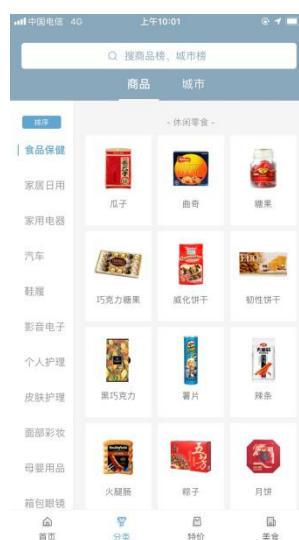 中国电信 4G 上午10:01
搜商品榜、城市榜
商品 城市
排序
- 休闲零食 -
食品保健
家居日用
家用电器
汽车
鞋履
影音电子
个人护理
皮肤护理
面部彩妆
母婴用品
箱包眼镜
瓜子 曲奇 糖果
EDO
巧克力糖果 威化饼干 韧性饼干
黑巧克力 薯片 辣条
五芳
火腿肠 粽子 月饼
首页 分类 特价 美食